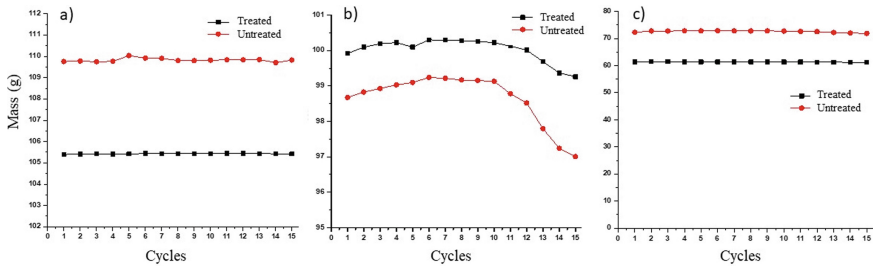 a)
Treated
Untreated
Mass (g)
112
111
110
109
108
107
106
105
104
103
102
0 1 2 3 4 5 6 7 8 9 10 11 12 13 14 15
Cycles
b)
Treated
Untreated
101
100
99
98
97
96
95
0 1 2 3 4 5 6 7 8 9 10 11 12 13 14 15
Cycles
c)
Treated
Untreated
80
70
60
50
40
30
20
10
0
0 1 2 3 4 5 6 7 8 9 10 11 12 13 14 15
Cycles